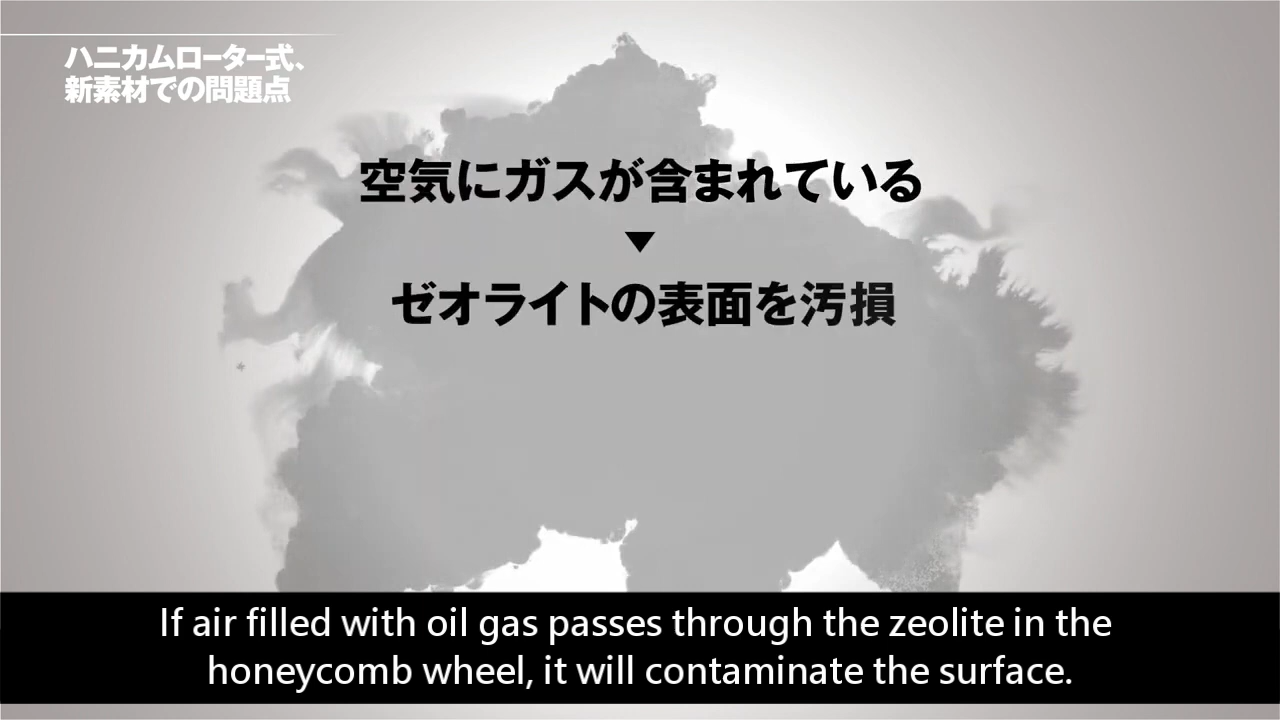 ハニカムローター式、
新素材での問題点
空気にガスが含まれている
▼
ゼオライトの表面を汚損
If air filled with oil gas passes through the zeolite in the
honeycomb wheel, it will contaminate the surface.